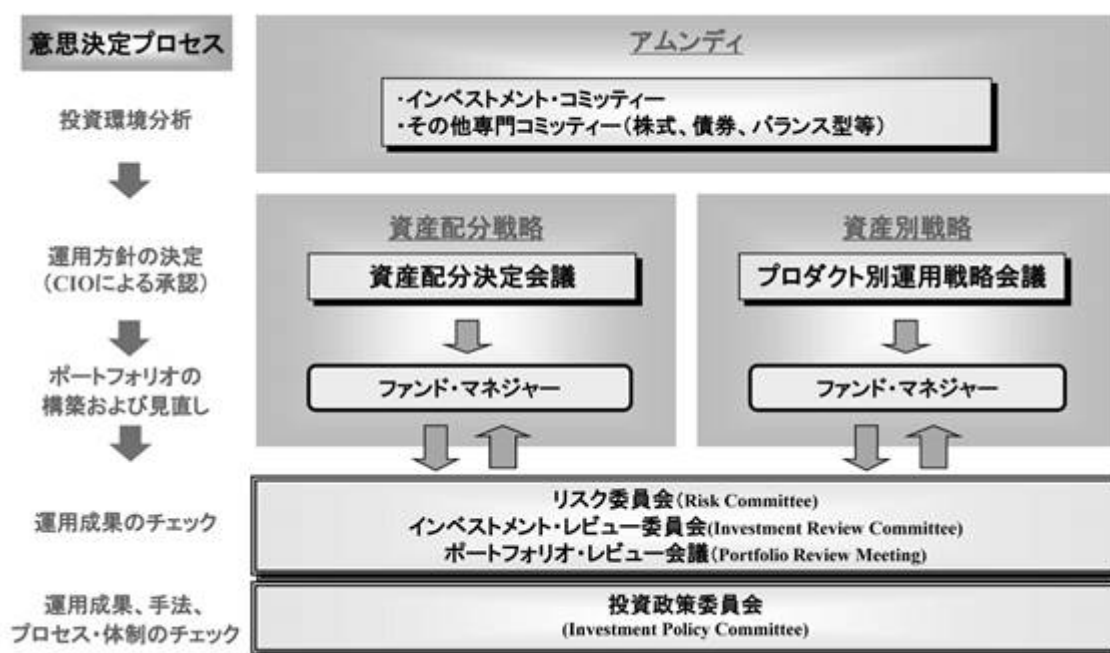 意思決定プロセス
アムンディ
投資環境分析
・インベストメント・コミッティー
・その他専門コミッティー(株式、債券、バランス型等)
運用方針の決定
(CIOによる承認)
資産配分戦略
資産配分決定会議
資産別戦略
プロダクト別運用戦略会議
ポートフォリオの
構築および見直し
ファンド・マネジャー
ファンド・マネジャー
運用成果のチェック
リスク委員会(Risk Committee)
インベストメント・レビュー委員会(Investment Review Committee)
ポートフォリオ・レビュー会議(Portfolio Review Meeting)
運用成果、手法、
プロセス・体制のチェック
投資政策委員会
(Investment Policy Committee)